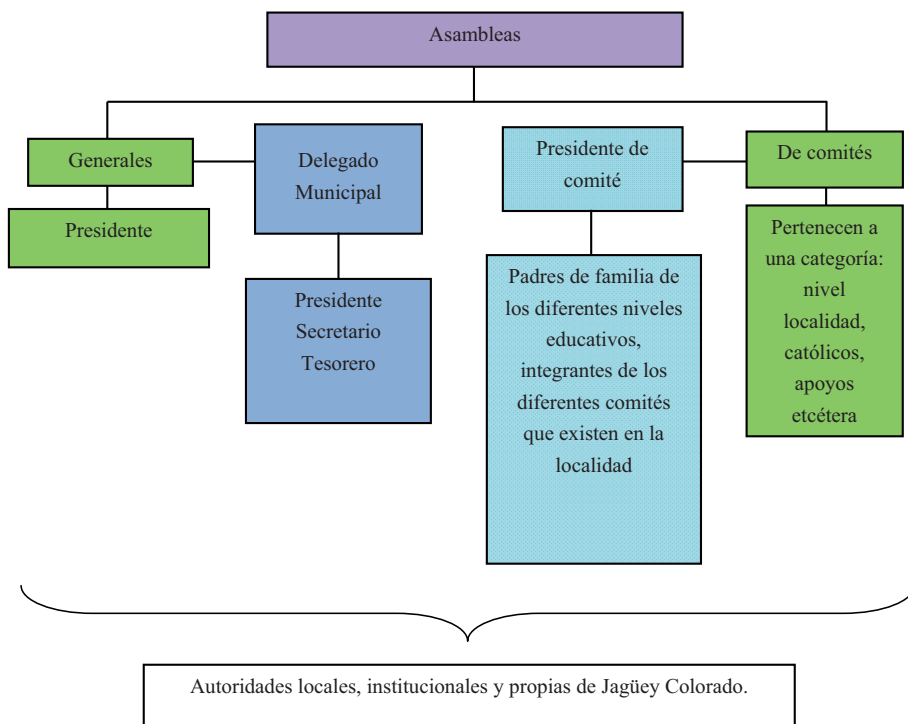 Asambleas
Generales
Presidente
Delegado
Municipal
Presidente
Secretario
Tesorero
Presidente de
comité
Padres de familia de
los diferentes niveles
educativos,
integrantes de los
diferentes comités
que existen en la
localidad
De comités
Pertenecen a
una categoría:
nivel
localidad,
católicos,
apoyos
etcétera
Autoridades locales, institucionales y propias de Jagüey Colorado.